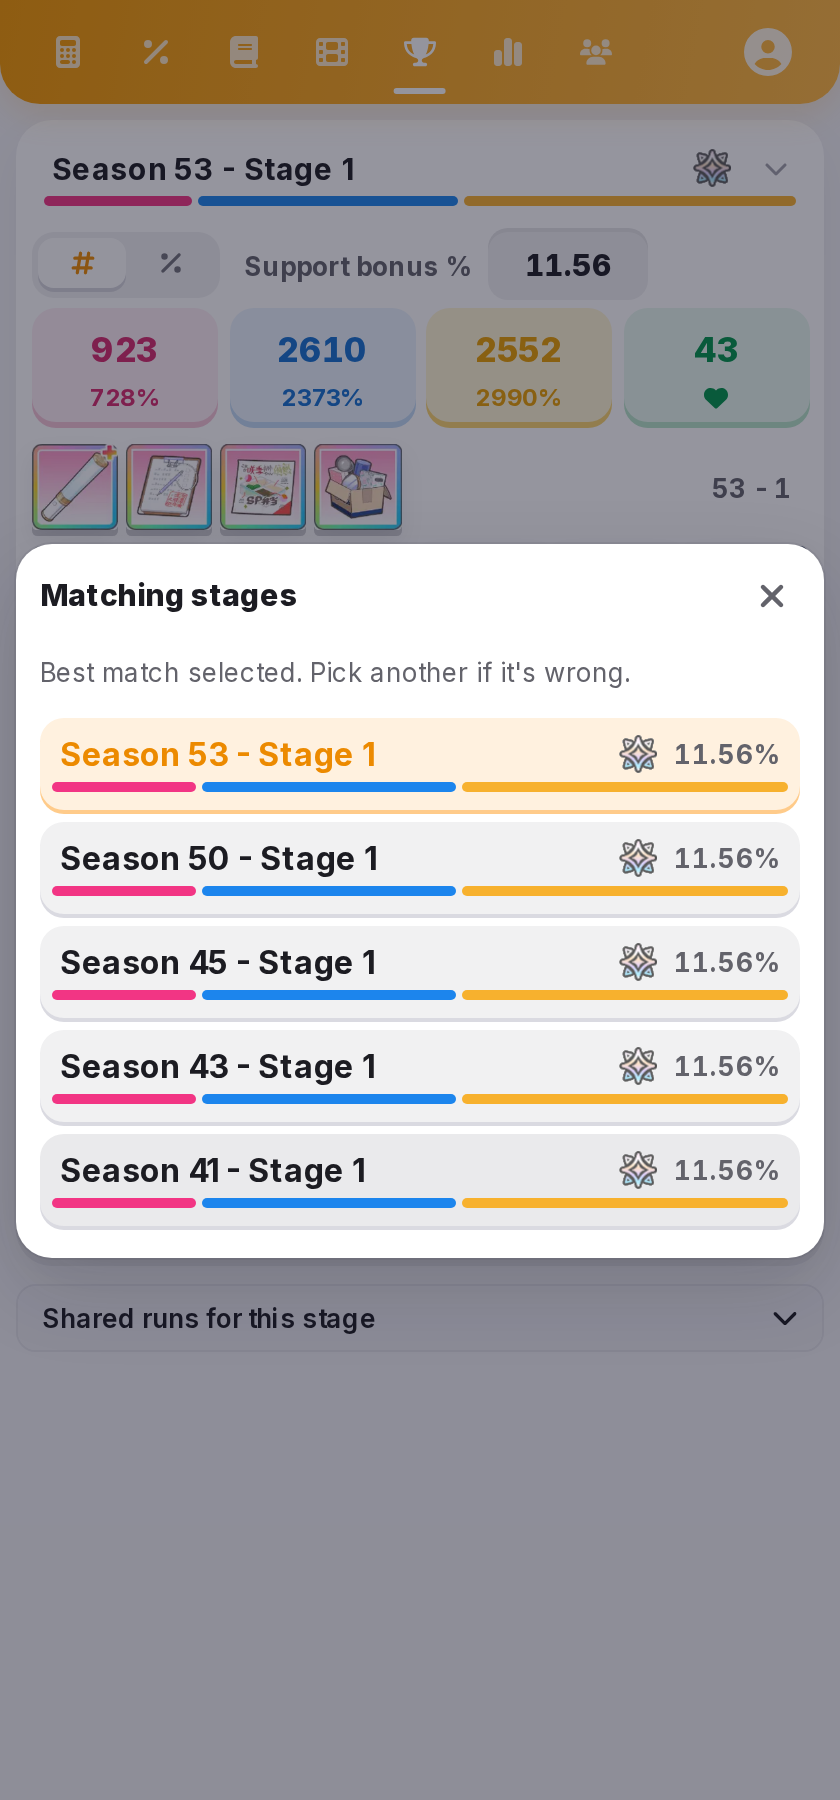 Season 53 - Stage 1
# % Support bonus % 11.56
923 2610 2552 43
728% 2373% 2990%
53 - 1
Matching stages
Best match selected. Pick another if it's wrong.
Season 53 - Stage 1 11.56%
Season 50 - Stage 1 11.56%
Season 45 - Stage 1 11.56%
Season 43 - Stage 1 11.56%
Season 41 - Stage 1 11.56%
Shared runs for this stage